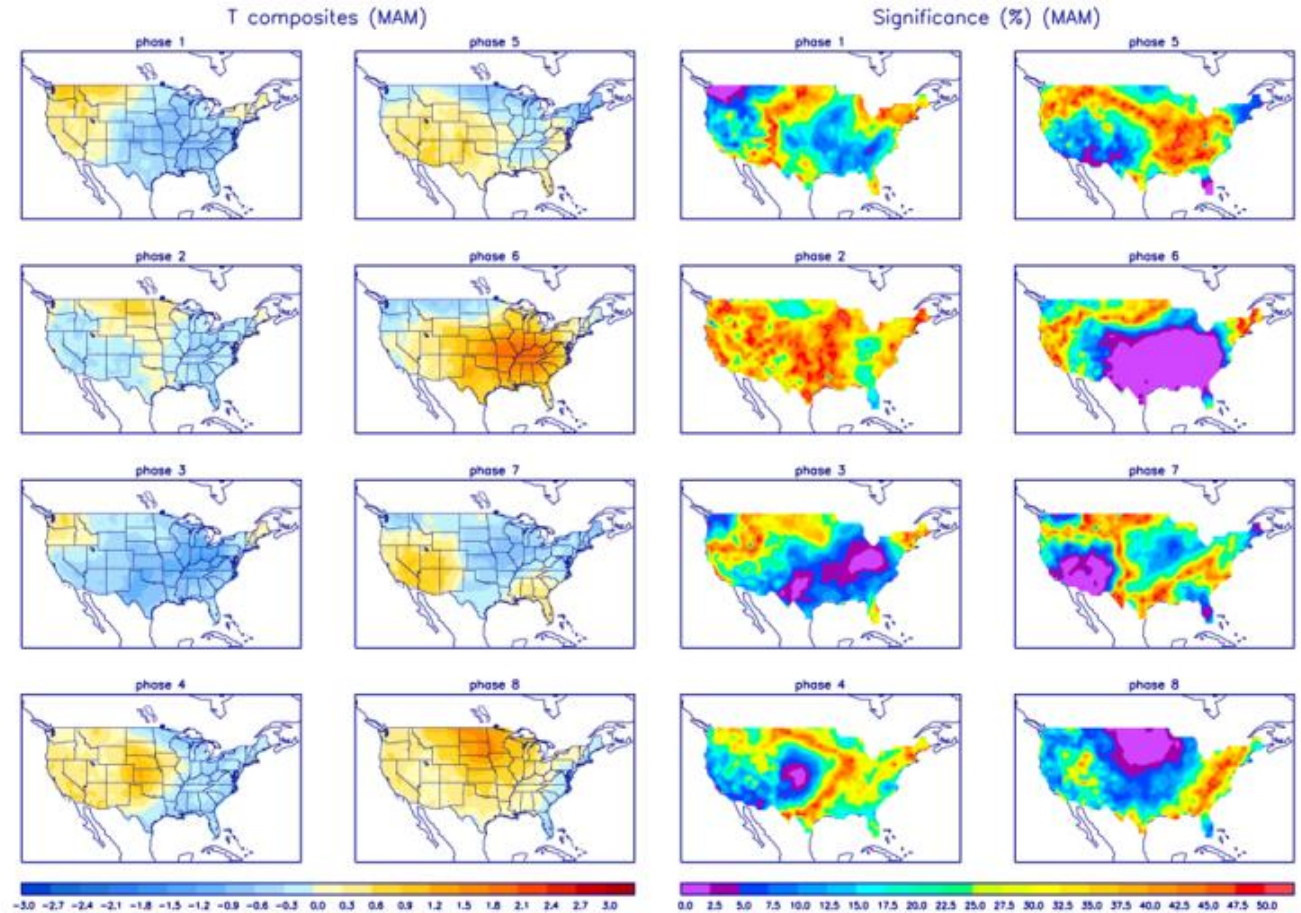 T composites (MAM)
Significance (%) (MAM)
phase 1
phase 5
phase 1
phase 5
phase 2
phase 6
phase 2
phase 6
phase 3
phase 7
phase 3
phase 7
phase 4
phase 8
phase 4
phase 8
-3.0 -2.7 -2.4 -2.1 -1.8 -1.5 -1.2 -0.9 -0.6 -0.3 0.0 0.3 0.6 0.9 1.2 1.5 1.8 2.1 2.4 2.7 3.0
0.0 2.5 5.0 7.5 10.0 12.5 15.0 17.5 20.0 22.5 25.0 27.5 30.0 32.5 35.0 37.5 40.0 42.5 45.0 47.5 50.0